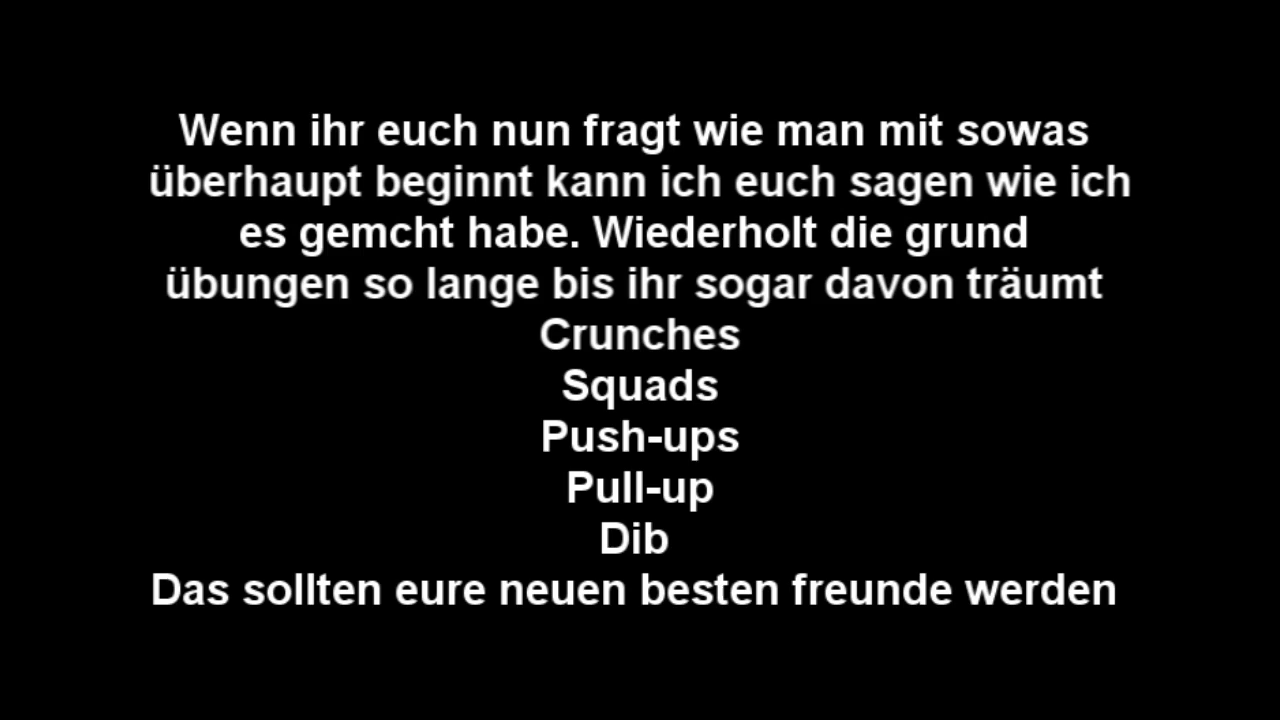 Wenn ihr euch nun fragt wie man mit sowas
überhaupt beginnt kann ich euch sagen wie ich
es gemcht habe. Wiederholt die grund
übungen so lange bis ihr sogar davon träumt
Crunches
Squads
Push-ups
Pull-up
Dib
Das sollten eure neuen besten freunde werden